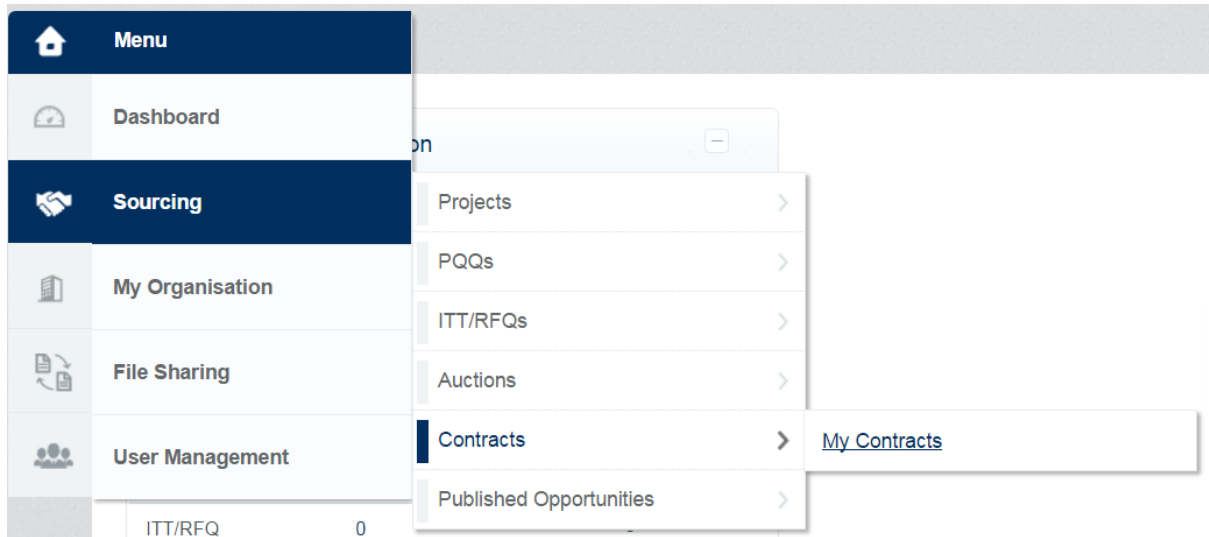 Menu
Dashboard
on
Sourcing
Projects
PQQs
My Organisation
ITT/RFQs
File Sharing
Auctions
Contracts
My Contracts
User Management
Published Opportunities
ITT/RFQ 0